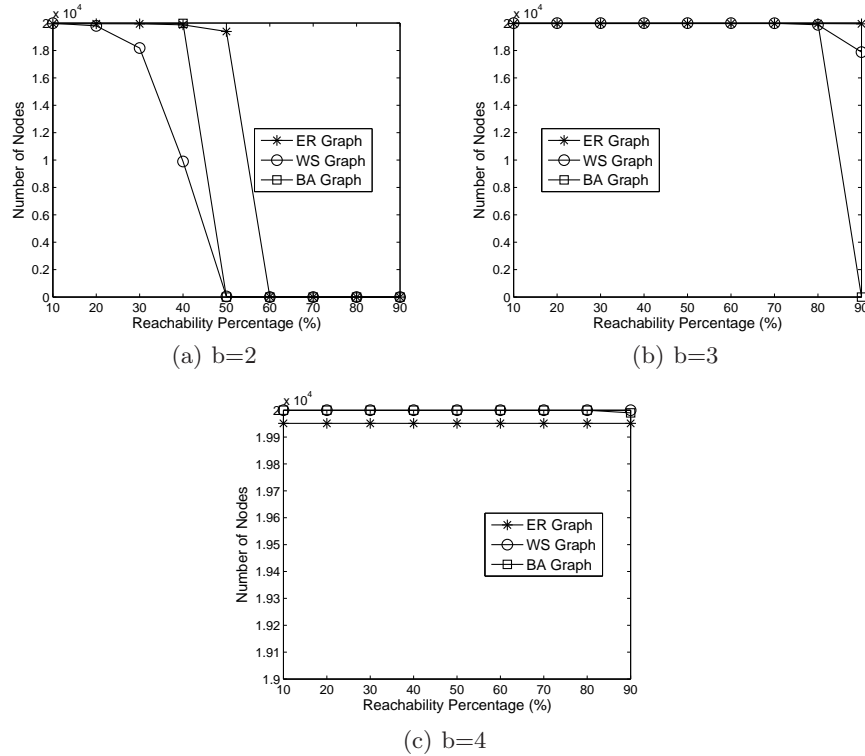 x 10⁴
2
1.8
1.6
1.4
1.2
1
0.8
0.6
0.4
0.2
0
Number of Nodes
ER Graph
WS Graph
BA Graph
10 20 30 40 50 60 70 80 90
Reachability Percentage (%)
(a) b=2
x 10⁴
2
1.8
1.6
1.4
1.2
1
0.8
0.6
0.4
0.2
0
Number of Nodes
ER Graph
WS Graph
BA Graph
10 20 30 40 50 60 70 80 90
Reachability Percentage (%)
(b) b=3
x 10⁴
2
1.99
1.98
1.97
1.96
1.95
1.94
1.93
1.92
1.91
1.9
Number of Nodes
ER Graph
WS Graph
BA Graph
10 20 30 40 50 60 70 80 90
Reachability Percentage (%)
(c) b=4